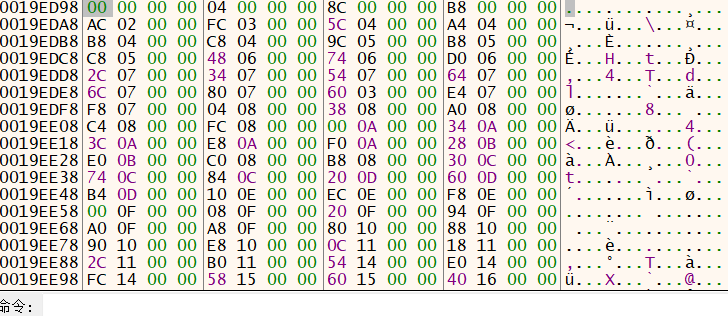 0019ED98 00 00 00 00 04 00 00 00 8C 00 00 00 B8 00 00 00 ............¸...
0019EDA8 AC 02 00 00 FC 03 00 00 5C 04 00 00 A4 04 00 00 ¬...ü...\...¤...
0019EDB8 B8 04 00 00 C8 04 00 00 9C 05 00 00 B8 05 00 00 ¸...È.......¸...
0019EDC8 C8 05 00 00 48 06 00 00 74 06 00 00 D0 06 00 00 È...H...t...Ð...
0019EDD8 2C 07 00 00 34 07 00 00 54 07 00 00 64 07 00 00 ,...4...T...d...
0019EDE8 6C 07 00 00 80 07 00 00 60 03 00 00 E4 07 00 00 l.......`...ä...
0019EDF8 F8 07 00 00 04 08 00 00 38 08 00 00 A0 08 00 00 ø.......8... ...
0019EE08 C4 08 00 00 FC 08 00 00 00 0A 00 00 34 0A 00 00 Ä...ü.......4...
0019EE18 3C 0A 00 00 E8 0A 00 00 F0 0A 00 00 28 0B 00 00 <...è...ð...(...
0019EE28 E0 0B 00 00 C0 08 00 00 B8 08 00 00 30 0C 00 00 à...À...¸...0...
0019EE38 74 0C 00 00 84 0C 00 00 20 0D 00 00 60 0D 00 00 t....... ...`...
0019EE48 B4 0D 00 00 10 0E 00 00 EC 0E 00 00 F8 0E 00 00 ´.......ì...ø...
0019EE58 00 0F 00 00 08 0F 00 00 20 0F 00 00 94 0F 00 00 ........ .......
0019EE68 A0 0F 00 00 A8 0F 00 00 80 10 00 00 88 10 00 00  ...¨...........
0019EE78 90 10 00 00 E8 10 00 00 0C 11 00 00 18 11 00 00 ....è...........
0019EE88 2C 11 00 00 B0 11 00 00 54 14 00 00 E0 14 00 00 ,...°...T...à...
0019EE98 FC 14 00 00 58 15 00 00 60 15 00 00 40 16 00 00 ü...X...`...@...
命令：